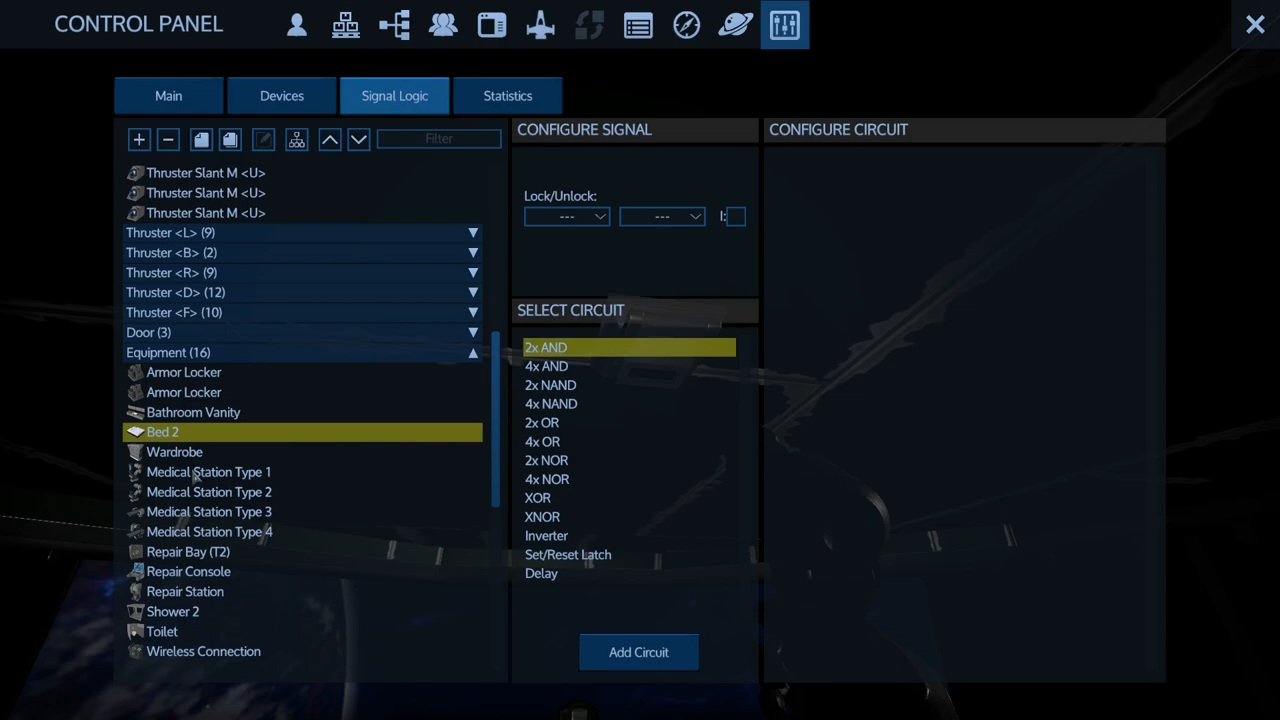 CONTROL PANEL
Main
Devices
Signal Logic
Statistics
Filter
Thruster Slant M <U>
Thruster Slant M <U>
Thruster Slant M <U>
Thruster <L> (9)
Thruster <B> (2)
Thruster <R> (9)
Thruster <D> (12)
Thruster <F> (10)
Door (3)
Equipment (16)
Armor Locker
Armor Locker
Bathroom Vanity
Bed 2
Wardrobe
Medical Station Type 1
Medical Station Type 2
Medical Station Type 3
Medical Station Type 4
Repair Bay (T2)
Repair Console
Repair Station
Shower 2
Toilet
Wireless Connection
CONFIGURE SIGNAL
Lock/Unlock:
--- --- I:
SELECT CIRCUIT
2x AND
4x AND
2x NAND
4x NAND
2x OR
4x OR
2x NOR
4x NOR
XOR
XNOR
Inverter
Set/Reset Latch
Delay
Add Circuit
CONFIGURE CIRCUIT